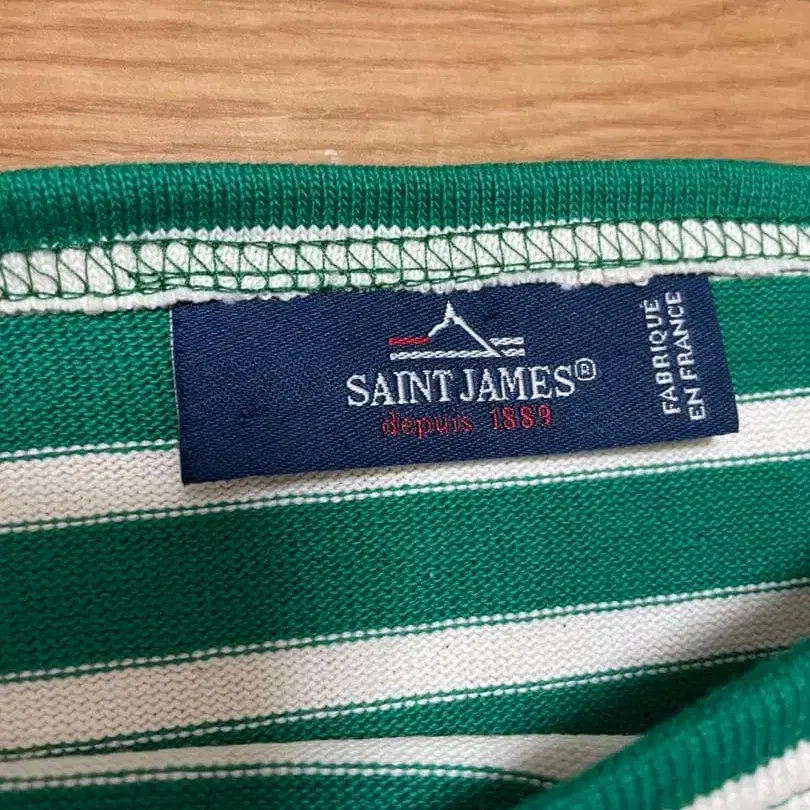 SAINT JAMES®
depuis 1889
FABRIQUÉ
EN FRANCE